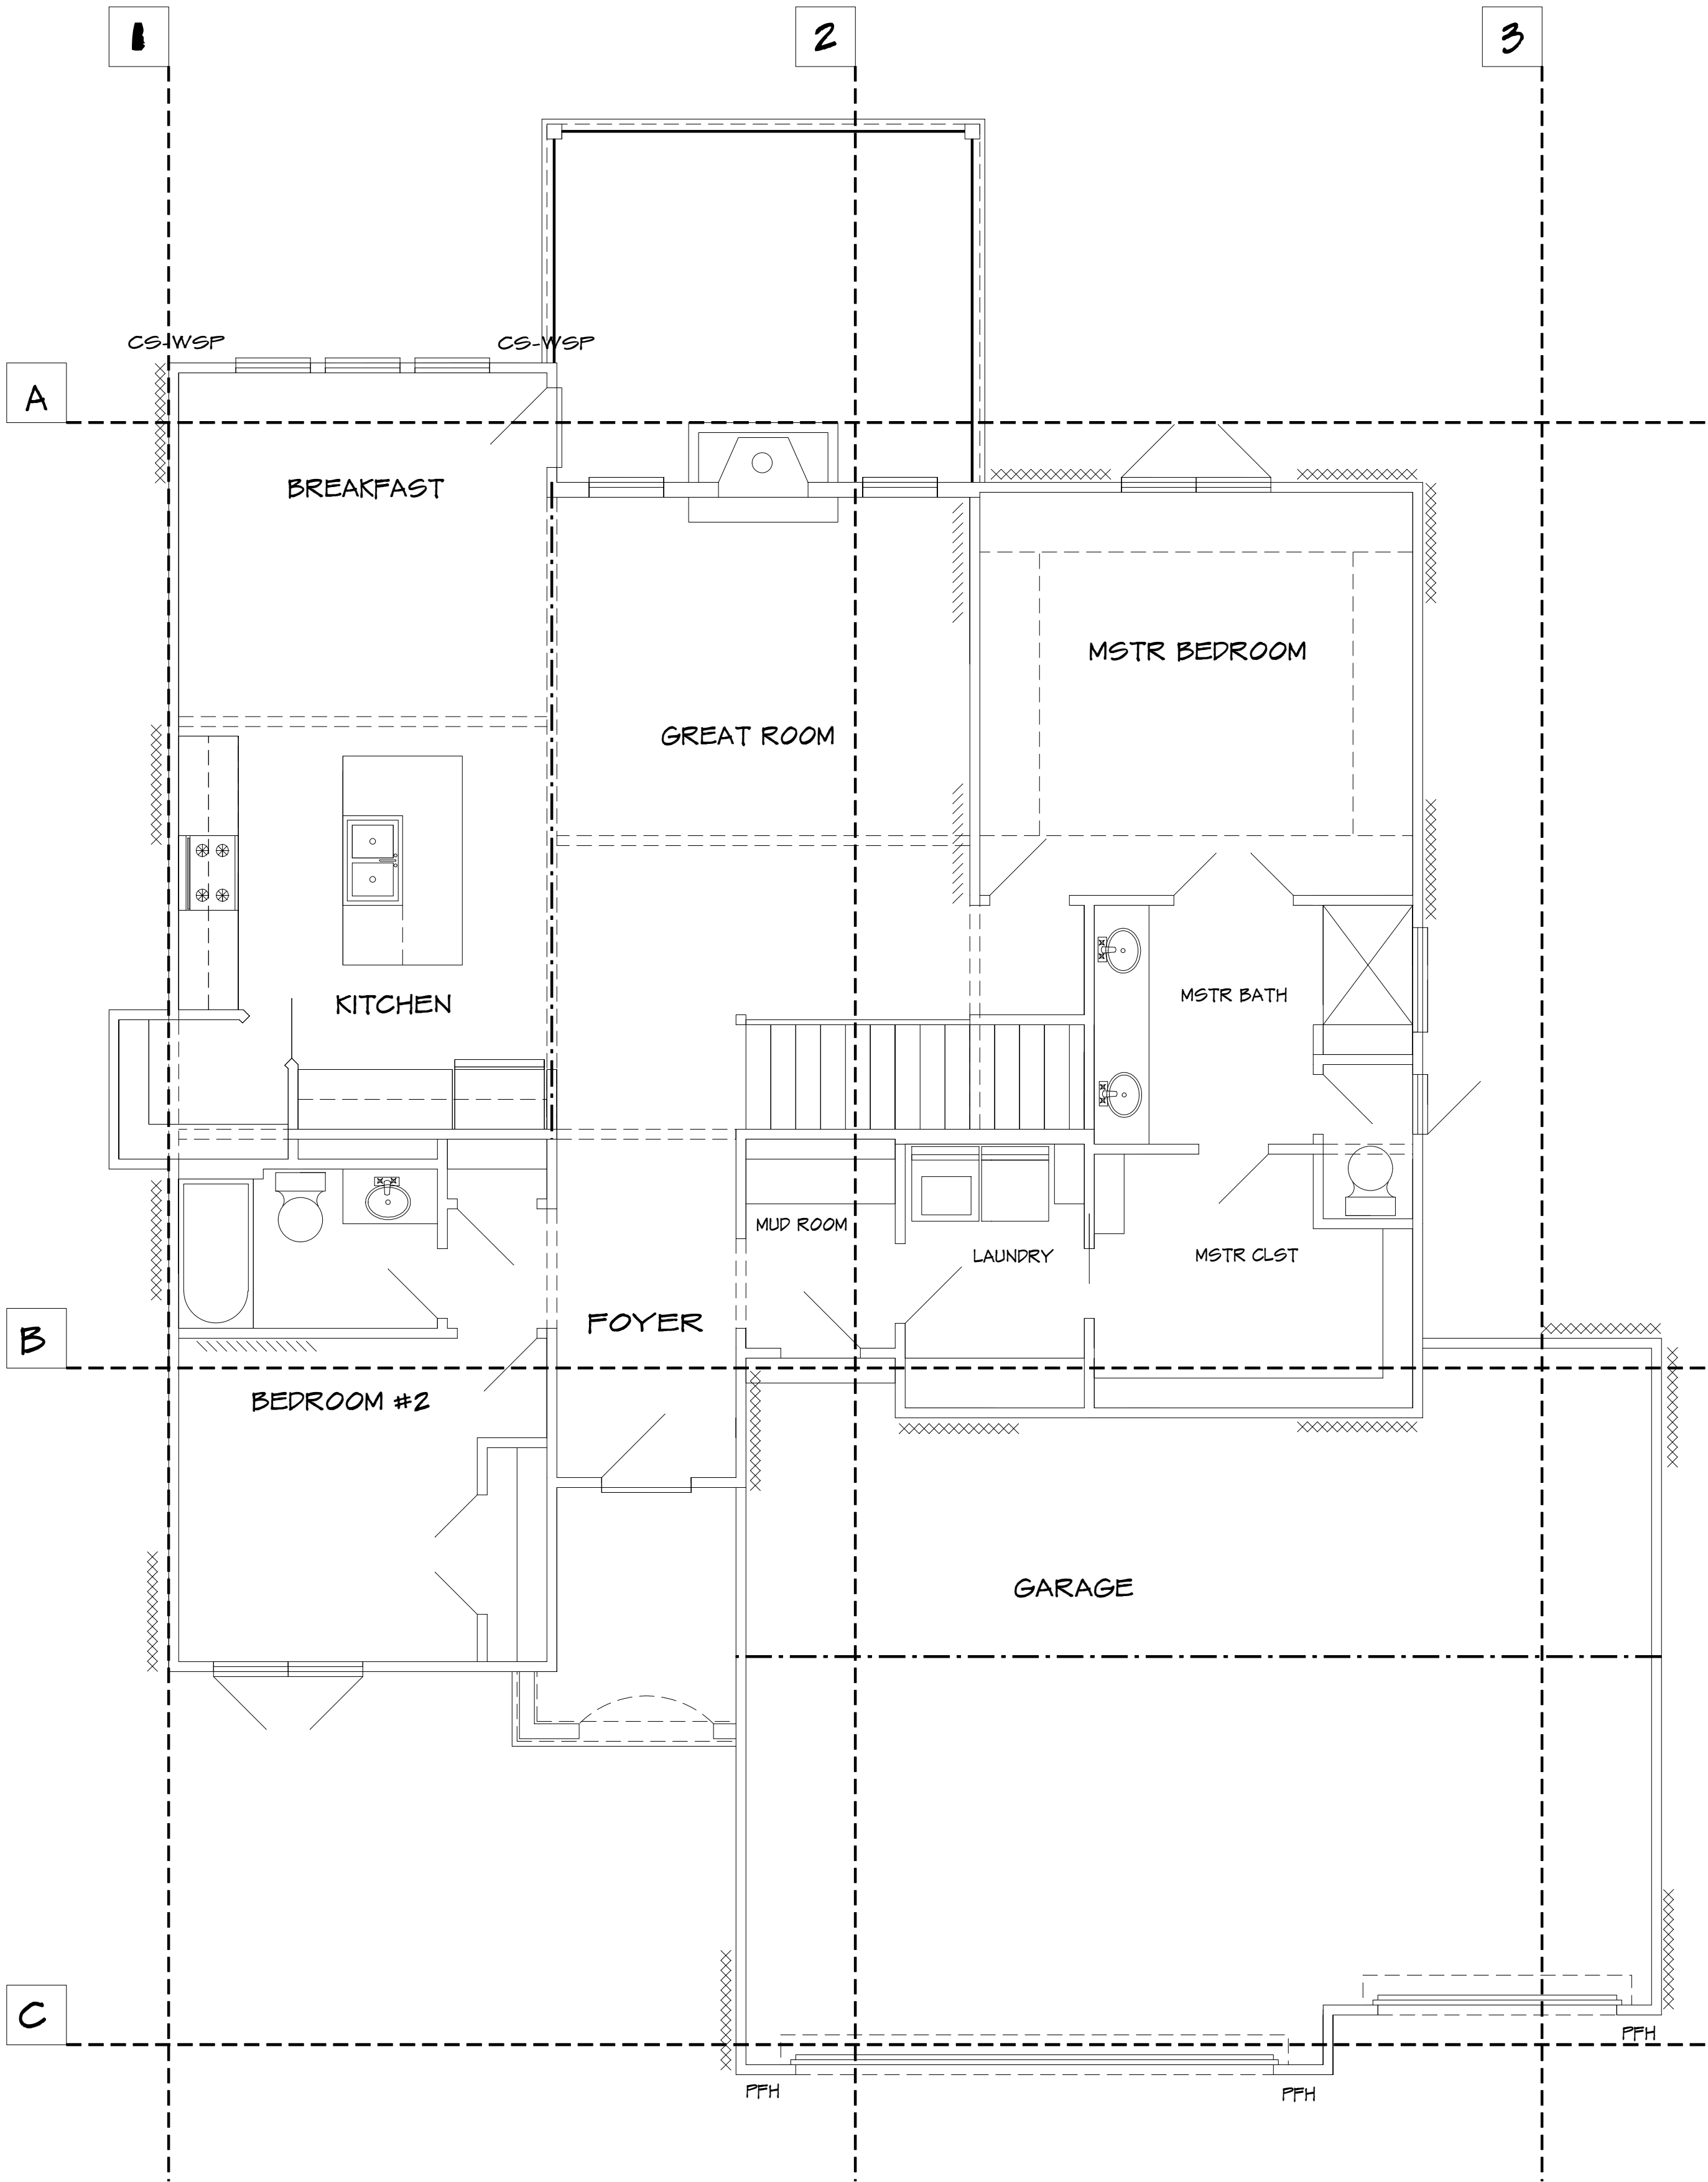 1
2
3
CS-WSP
CS-WSP
A
BREAKFAST
MSTR BEDROOM
GREAT ROOM
MSTR BATH
KITCHEN
MUD ROOM
LAUNDRY
MSTR CLST
FOYER
B
BEDROOM #2
GARAGE
C
PFH
PFH
PFH